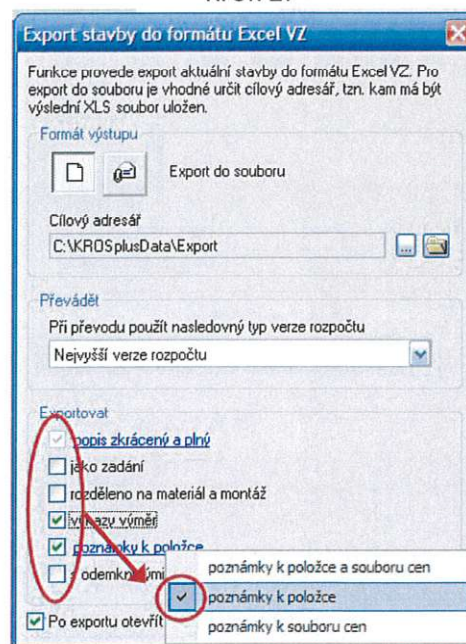 Export stavby do formátu Excel VZ
Funkce provede export aktuální stavby do formátu Excel VZ. Pro
export do souboru je vhodné určit cílový adresář, tzn. kam má být
výslední XLS soubor uložen.
Formát výstupu
Export do souboru
Cílový adresář
C:\KROSplusData\Export
...
Převádět
Při převodu použít nasledovný typ verze rozpočtu
Nejvyšší verze rozpočtu
Exportovat
popis zkrácený a plný
jako zadání
rozděleno na materiál a montáž
výkazy výměr
poznámky k položce
poznámky k položce a souboru cen
poznámky k položce
Po exportu otevřít
poznámky k souboru cen